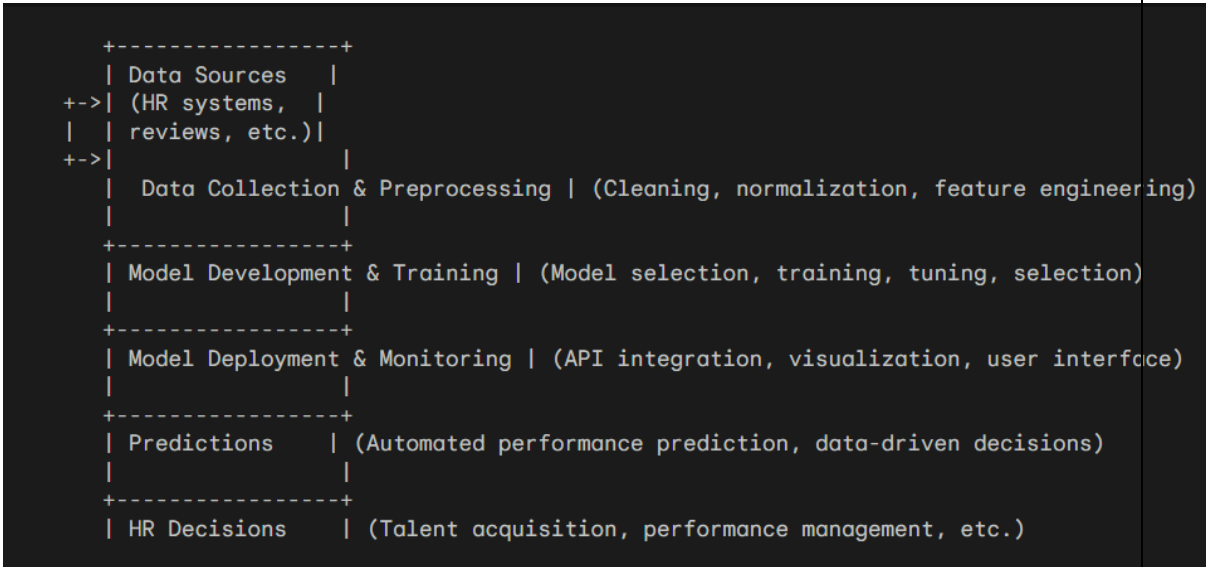 +-----------------+
| Data Sources   |
+->| (HR systems,  |
|  | reviews, etc.)|
+->|                 |
|  Data Collection & Preprocessing | (Cleaning, normalization, feature engineering)
|                 |
+-----------------+
| Model Development & Training | (Model selection, training, tuning, selection)
|                 |
+-----------------+
| Model Deployment & Monitoring | (API integration, visualization, user interface)
|                 |
+-----------------+
| Predictions    | (Automated performance prediction, data-driven decisions)
|                 |
+-----------------+
| HR Decisions    | (Talent acquisition, performance management, etc.)